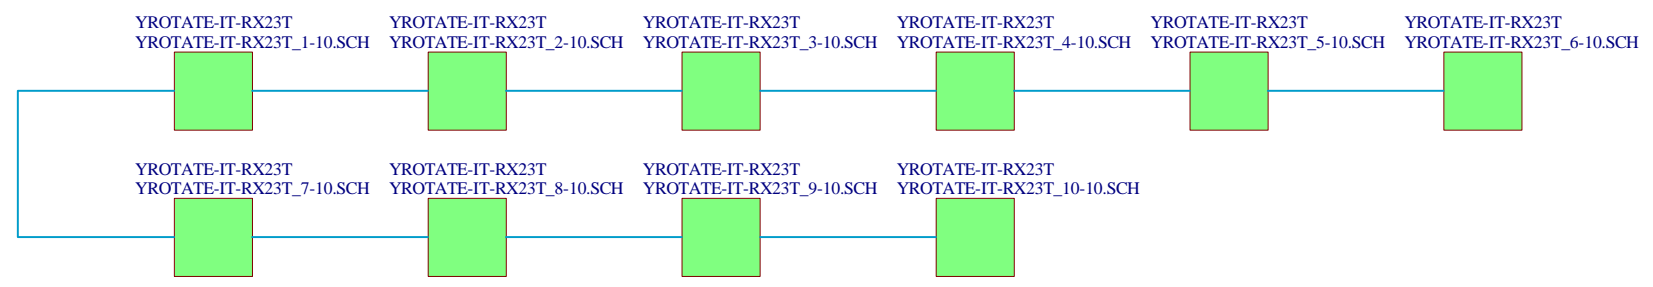 YROTATE-IT-RX23T
YROTATE-IT-RX23T_1-10.SCH
YROTATE-IT-RX23T
YROTATE-IT-RX23T_2-10.SCH
YROTATE-IT-RX23T
YROTATE-IT-RX23T_3-10.SCH
YROTATE-IT-RX23T
YROTATE-IT-RX23T_4-10.SCH
YROTATE-IT-RX23T
YROTATE-IT-RX23T_5-10.SCH
YROTATE-IT-RX23T
YROTATE-IT-RX23T_6-10.SCH
YROTATE-IT-RX23T
YROTATE-IT-RX23T_7-10.SCH
YROTATE-IT-RX23T
YROTATE-IT-RX23T_8-10.SCH
YROTATE-IT-RX23T
YROTATE-IT-RX23T_9-10.SCH
YROTATE-IT-RX23T
YROTATE-IT-RX23T_10-10.SCH